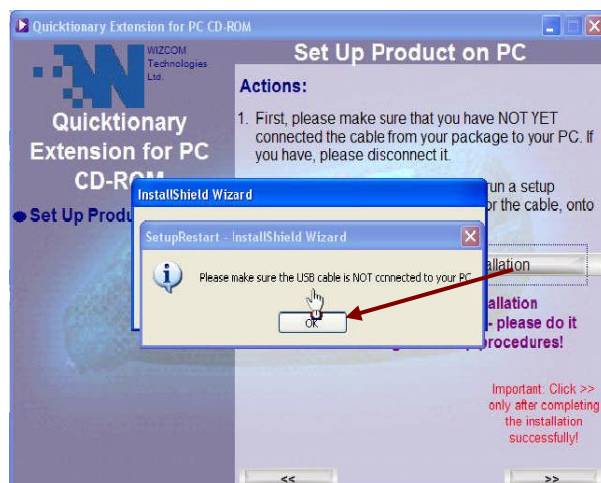 Quicktionary Extension for PC CD-ROM
WIZCOM
Technologies
Ltd.
Quicktionary
Extension for PC
CD-ROM
Set Up Produ
Set Up Product on PC
Actions:
1. First, please make sure that you have NOT YET
connected the cable from your package to your PC. If
you have, please disconnect it.
run a setup
or the cable, onto
allation
allation
- please do it
procedures!
Important: Click >>
only after completing
the installation
successfully!
<<
>>
InstallShield Wizard
SetupRestart - InstallShield Wizard
Please make sure the USB cable is NOT connected to your PC
OK